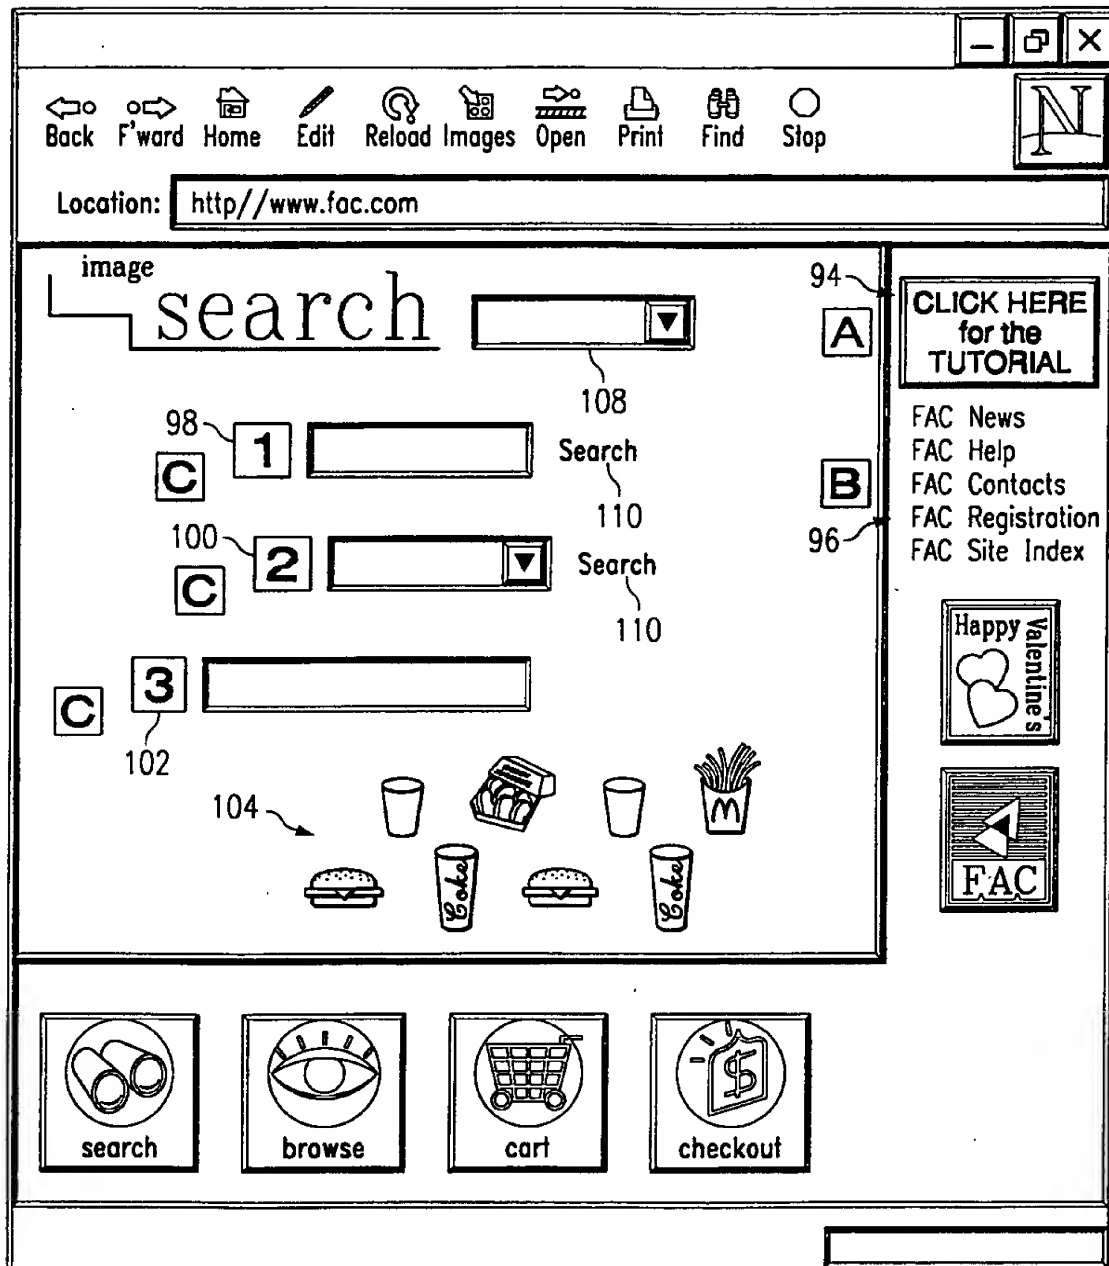 Back F'ward Home Edit Reload Images Open Print Find Stop
N
Location: http//www.fac.com
image
search
108
A
94
CLICK HERE
for the
TUTORIAL
FAC News
FAC Help
FAC Contacts
FAC Registration
FAC Site Index
98
1
C
Search
110
B
96
100
2
C
Search
110
3
C
102
104
M
Coke
Coke
Happy
Valentine's
FAC
search
browse
$
cart
checkout